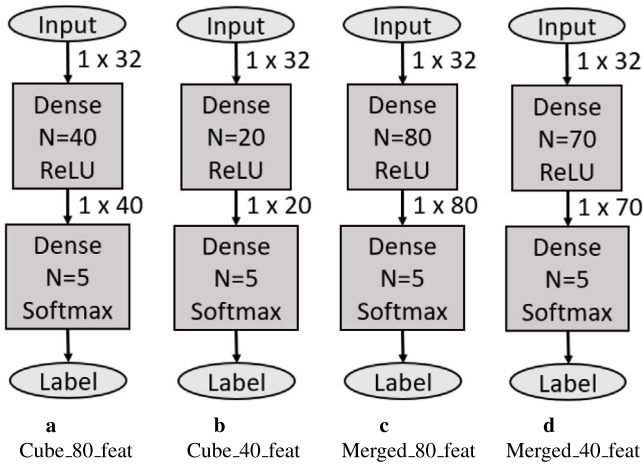 Input Input Input Input
1 x 32 1 x 32 1 x 32 1 x 32
Dense Dense Dense Dense
N=40 N=20 N=80 N=70
ReLU ReLU ReLU ReLU
1 x 40 1 x 20 1 x 80 1 x 70
Dense Dense Dense Dense
N=5 N=5 N=5 N=5
Softmax Softmax Softmax Softmax
Label Label Label Label
a b c d
Cube_80_feat Cube_40_feat Merged_80_feat Merged_40_feat